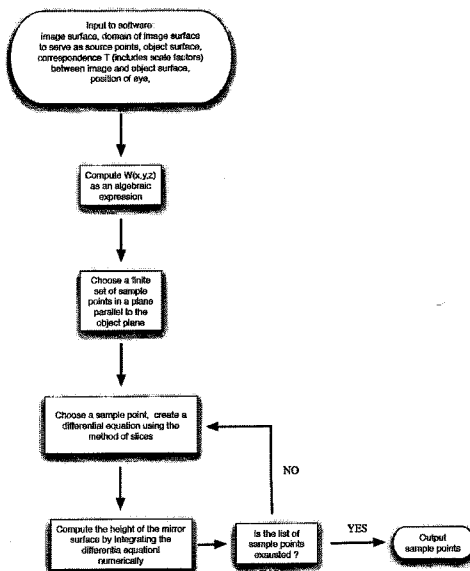 Input to software:
image surface, domain of image surface
to serve as source points, object surface,
correspondence T (includes scale factors)
between image and object surface,
position of eye,
Compute W(x,y,z)
as an algebraic
expression
Choose a finite
set of sample
points in a plane
parallel to the
object plane
Choose a sample point, create a
differential equation using the
method of slices
NO
Compute the height of the mirror
surface by integrating the
differentia equationl
numerically
Is the list of
sample points
exausted ?
YES
Output
sample points